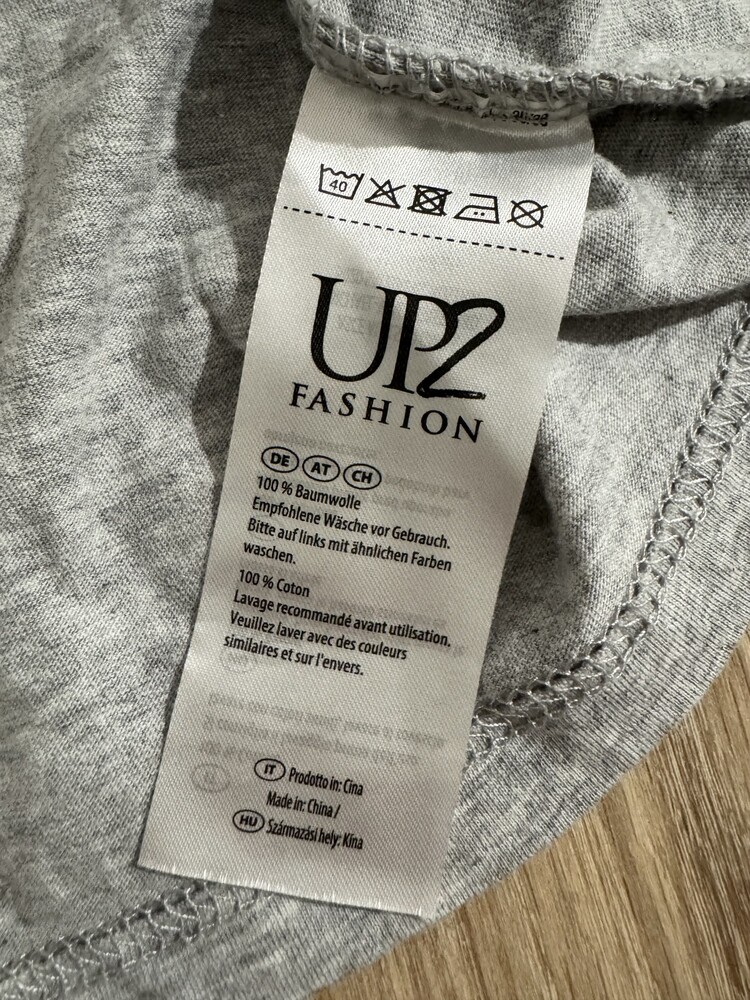 40
UP2
FASHION
DE AT CH
100 % Baumwolle
Empfohlene Wäsche vor Gebrauch.
Bitte auf links mit ähnlichen Farben
waschen.
100 % Coton
Lavage recommandé avant utilisation.
Veuillez laver avec des couleurs
similaires et sur l'envers.
IT Prodotto in: Cina
Made in: China /
HU Származási hely: Kína